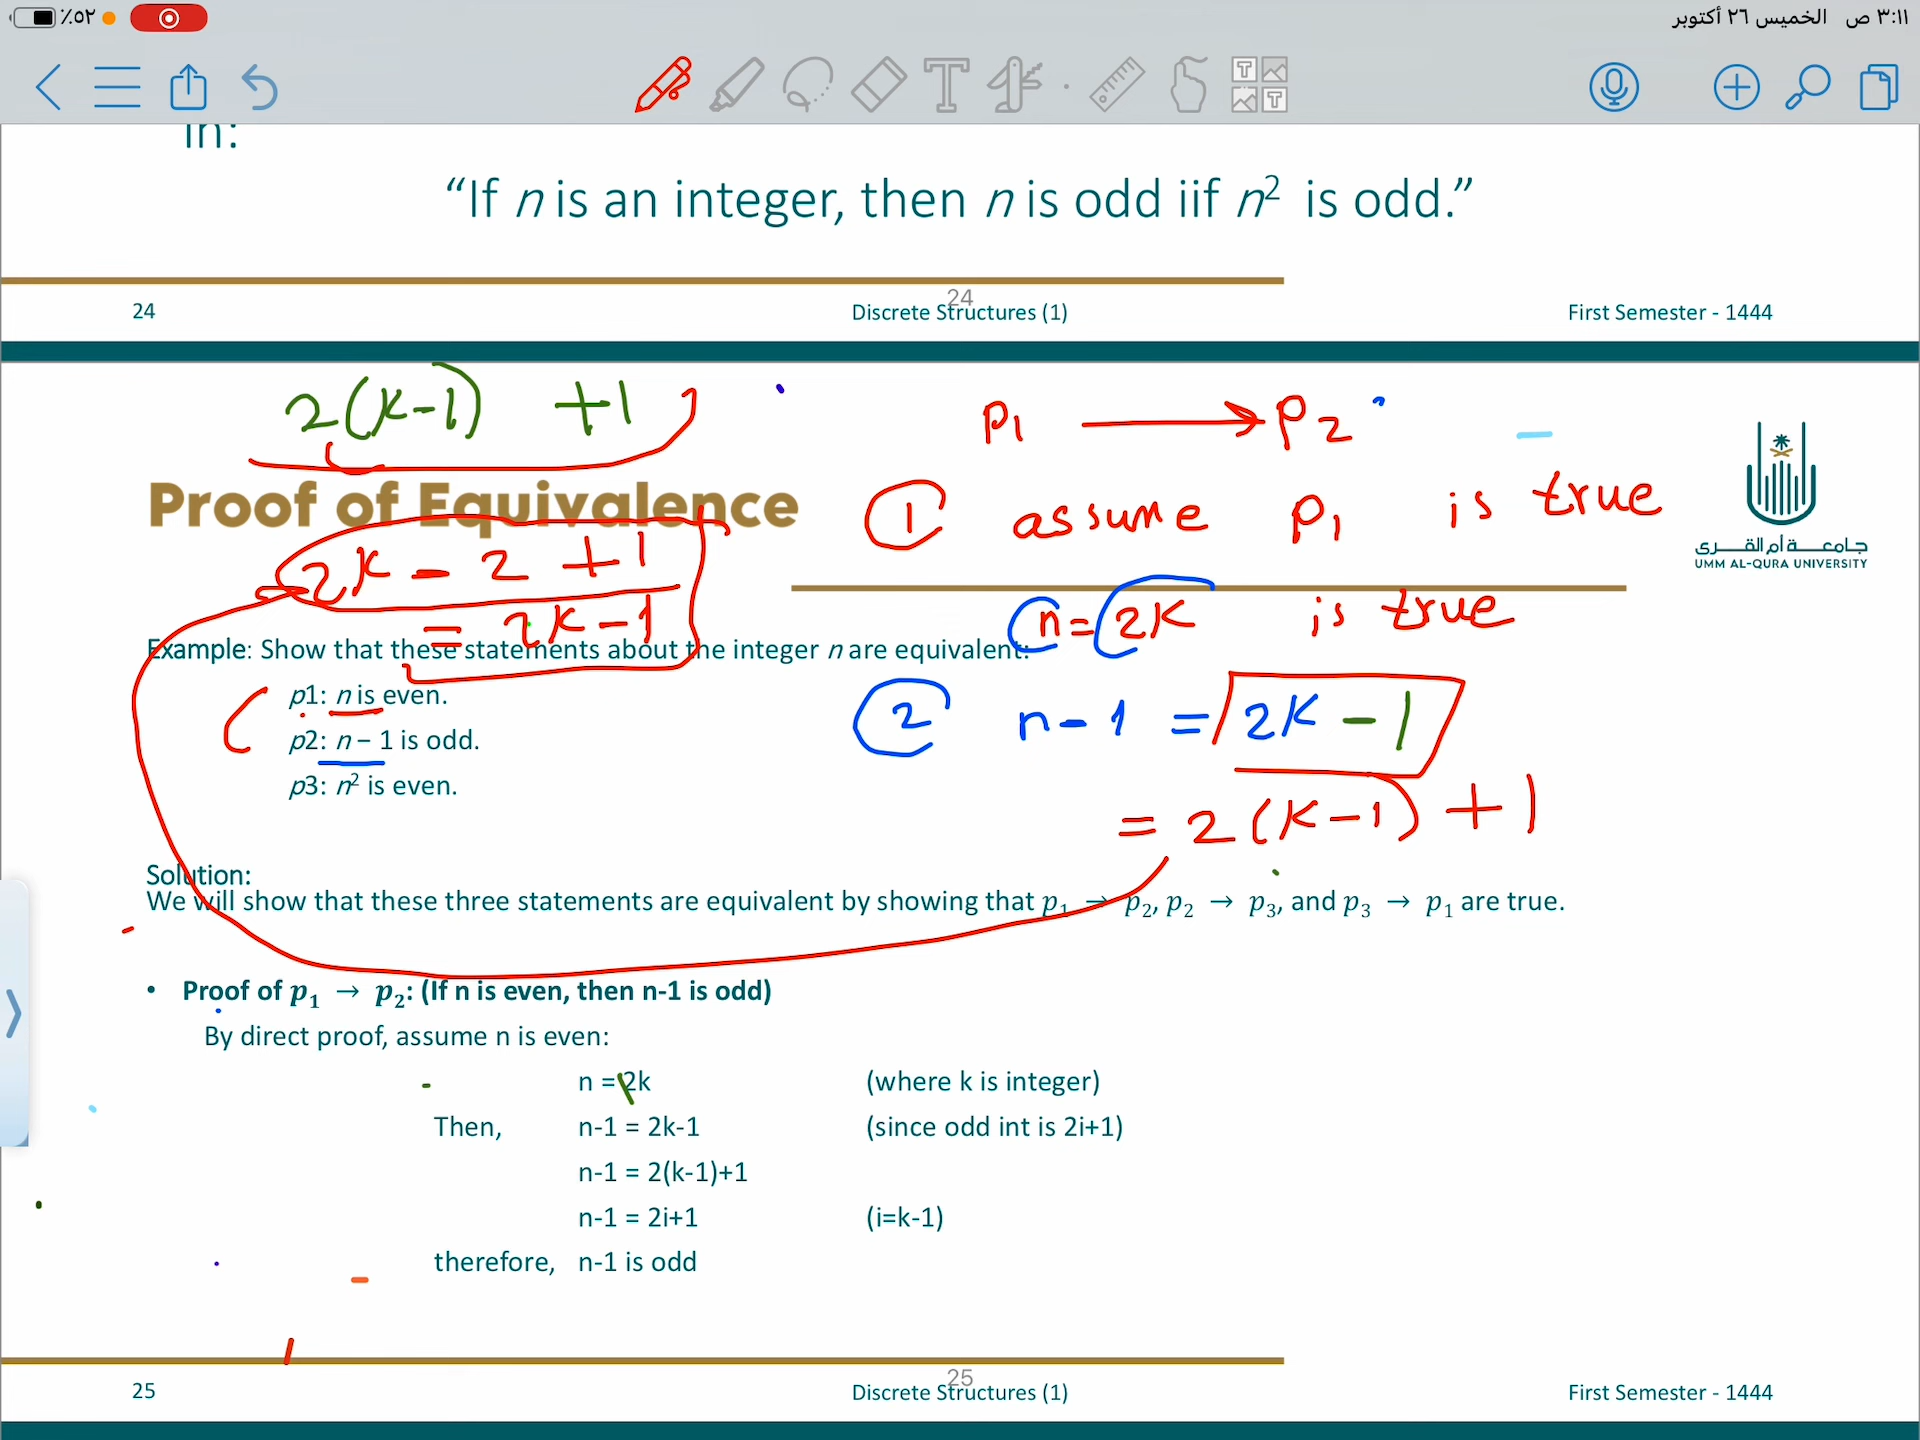 ٪٥٢
٣:١١ ص الخميس ٢٦ أكتوبر
in:
“If n is an integer, then n is odd iif n² is odd.”
24
24
Discrete Structures (1)
First Semester - 1444
2(k-1) +1
P1 → P2
Proof of Equivalence
1 assume P1 is true
جامعة أم القرى
UMM AL-QURA UNIVERSITY
2k - 2 + 1
= 2k-1
n = 2k is true
Example: Show that these statements about the integer n are equivalent:
p1: n is even.
p2: n – 1 is odd.
p3: n² is even.
2 n-1 = 2k - 1
= 2(k-1) + 1
Solution:
We will show that these three statements are equivalent by showing that p₁ → p₂, p₂ → p₃, and p₃ → p₁ are true.
• Proof of p₁ → p₂: (If n is even, then n-1 is odd)
By direct proof, assume n is even:
n = 2k (where k is integer)
Then, n-1 = 2k-1 (since odd int is 2i+1)
n-1 = 2(k-1)+1
n-1 = 2i+1 (i=k-1)
therefore, n-1 is odd
25
25
Discrete Structures (1)
First Semester - 1444